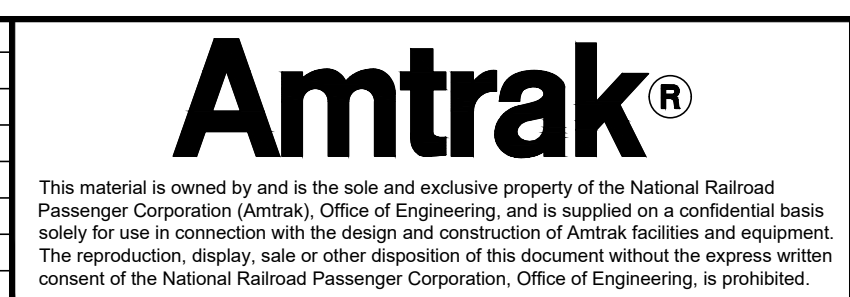 Amtrak®
This material is owned by and is the sole and exclusive property of the National Railroad
Passenger Corporation (Amtrak), Office of Engineering, and is supplied on a confidential basis
solely for use in connection with the design and construction of Amtrak facilities and equipment.
The reproduction, display, sale or other disposition of this document without the express written
consent of the National Railroad Passenger Corporation, Office of Engineering, is prohibited.